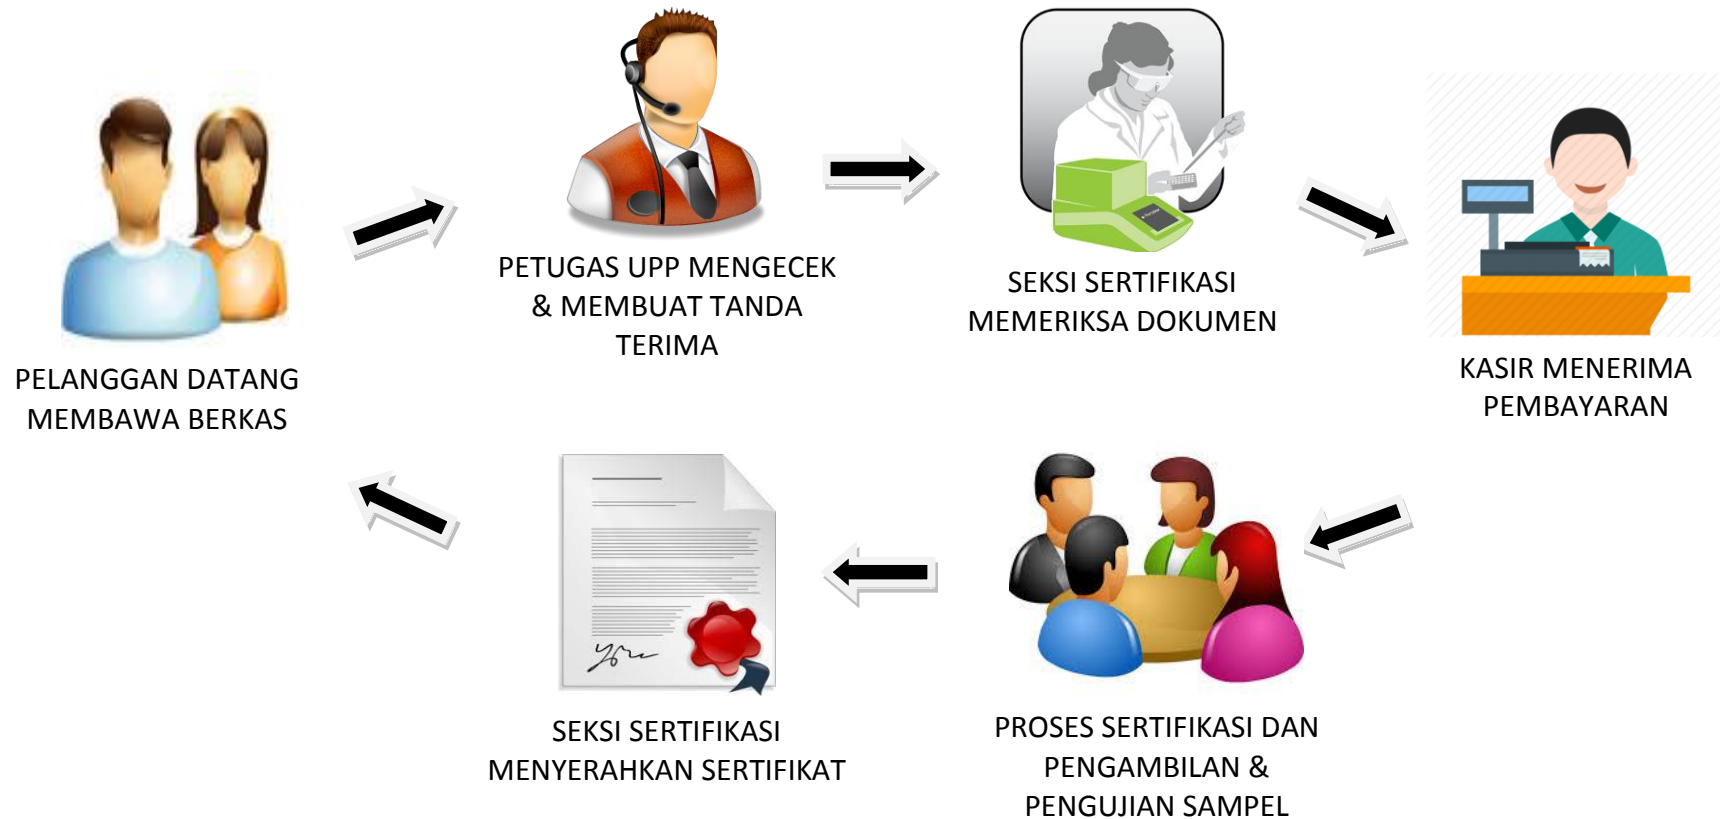 PELANGGAN DATANG
MEMBAWA BERKAS
PETUGAS UPP MENGECEK
& MEMBUAT TANDA
TERIMA
SEKSI SERTIFIKASI
MEMERIKSA DOKUMEN
KASIR MENERIMA
PEMBAYARAN
PROSES SERTIFIKASI DAN
PENGAMBILAN &
PENGUJIAN SAMPEL
SEKSI SERTIFIKASI
MENYERAHKAN SERTIFIKAT